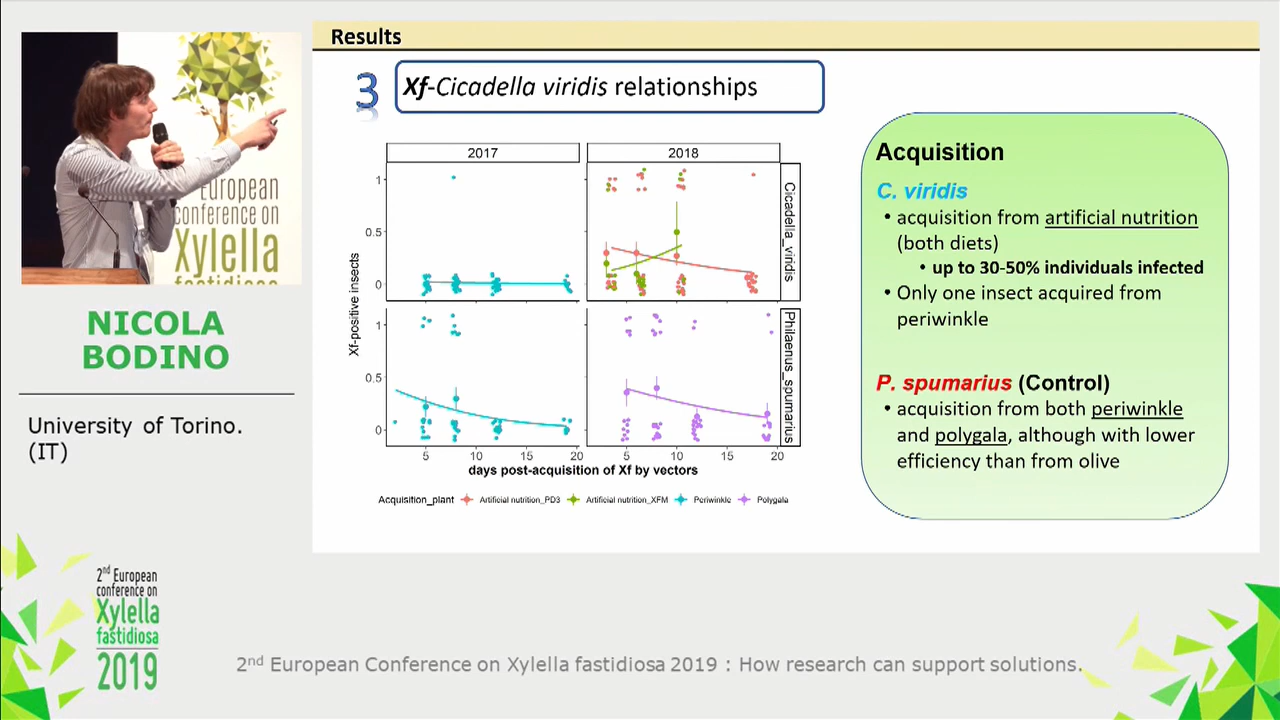 Results
3
Xf-Cicadella viridis relationships
European
conference on
Xylella
fastidiosa
NICOLA
BODINO
University of Torino.
(IT)
2017
2018
1
0.5
0
Cicadella_viridis
1
0.5
0
Philaenus_spumarius
Xf-positive insects
5 10 15 20 5 10 15 20
days post-acquisition of Xf by vectors
Acquisition_plant Artificial nutrition_PD3 Artificial nutrition_XFM Periwinkle Polygala
Acquisition
C. viridis
• acquisition from artificial nutrition
(both diets)
• up to 30-50% individuals infected
• Only one insect acquired from
periwinkle
P. spumarius (Control)
• acquisition from both periwinkle
and polygala, although with lower
efficiency than from olive
2nd European
conference on
Xylella
fastidiosa
2019
2nd European Conference on Xylella fastidiosa 2019 : How research can support solutions.